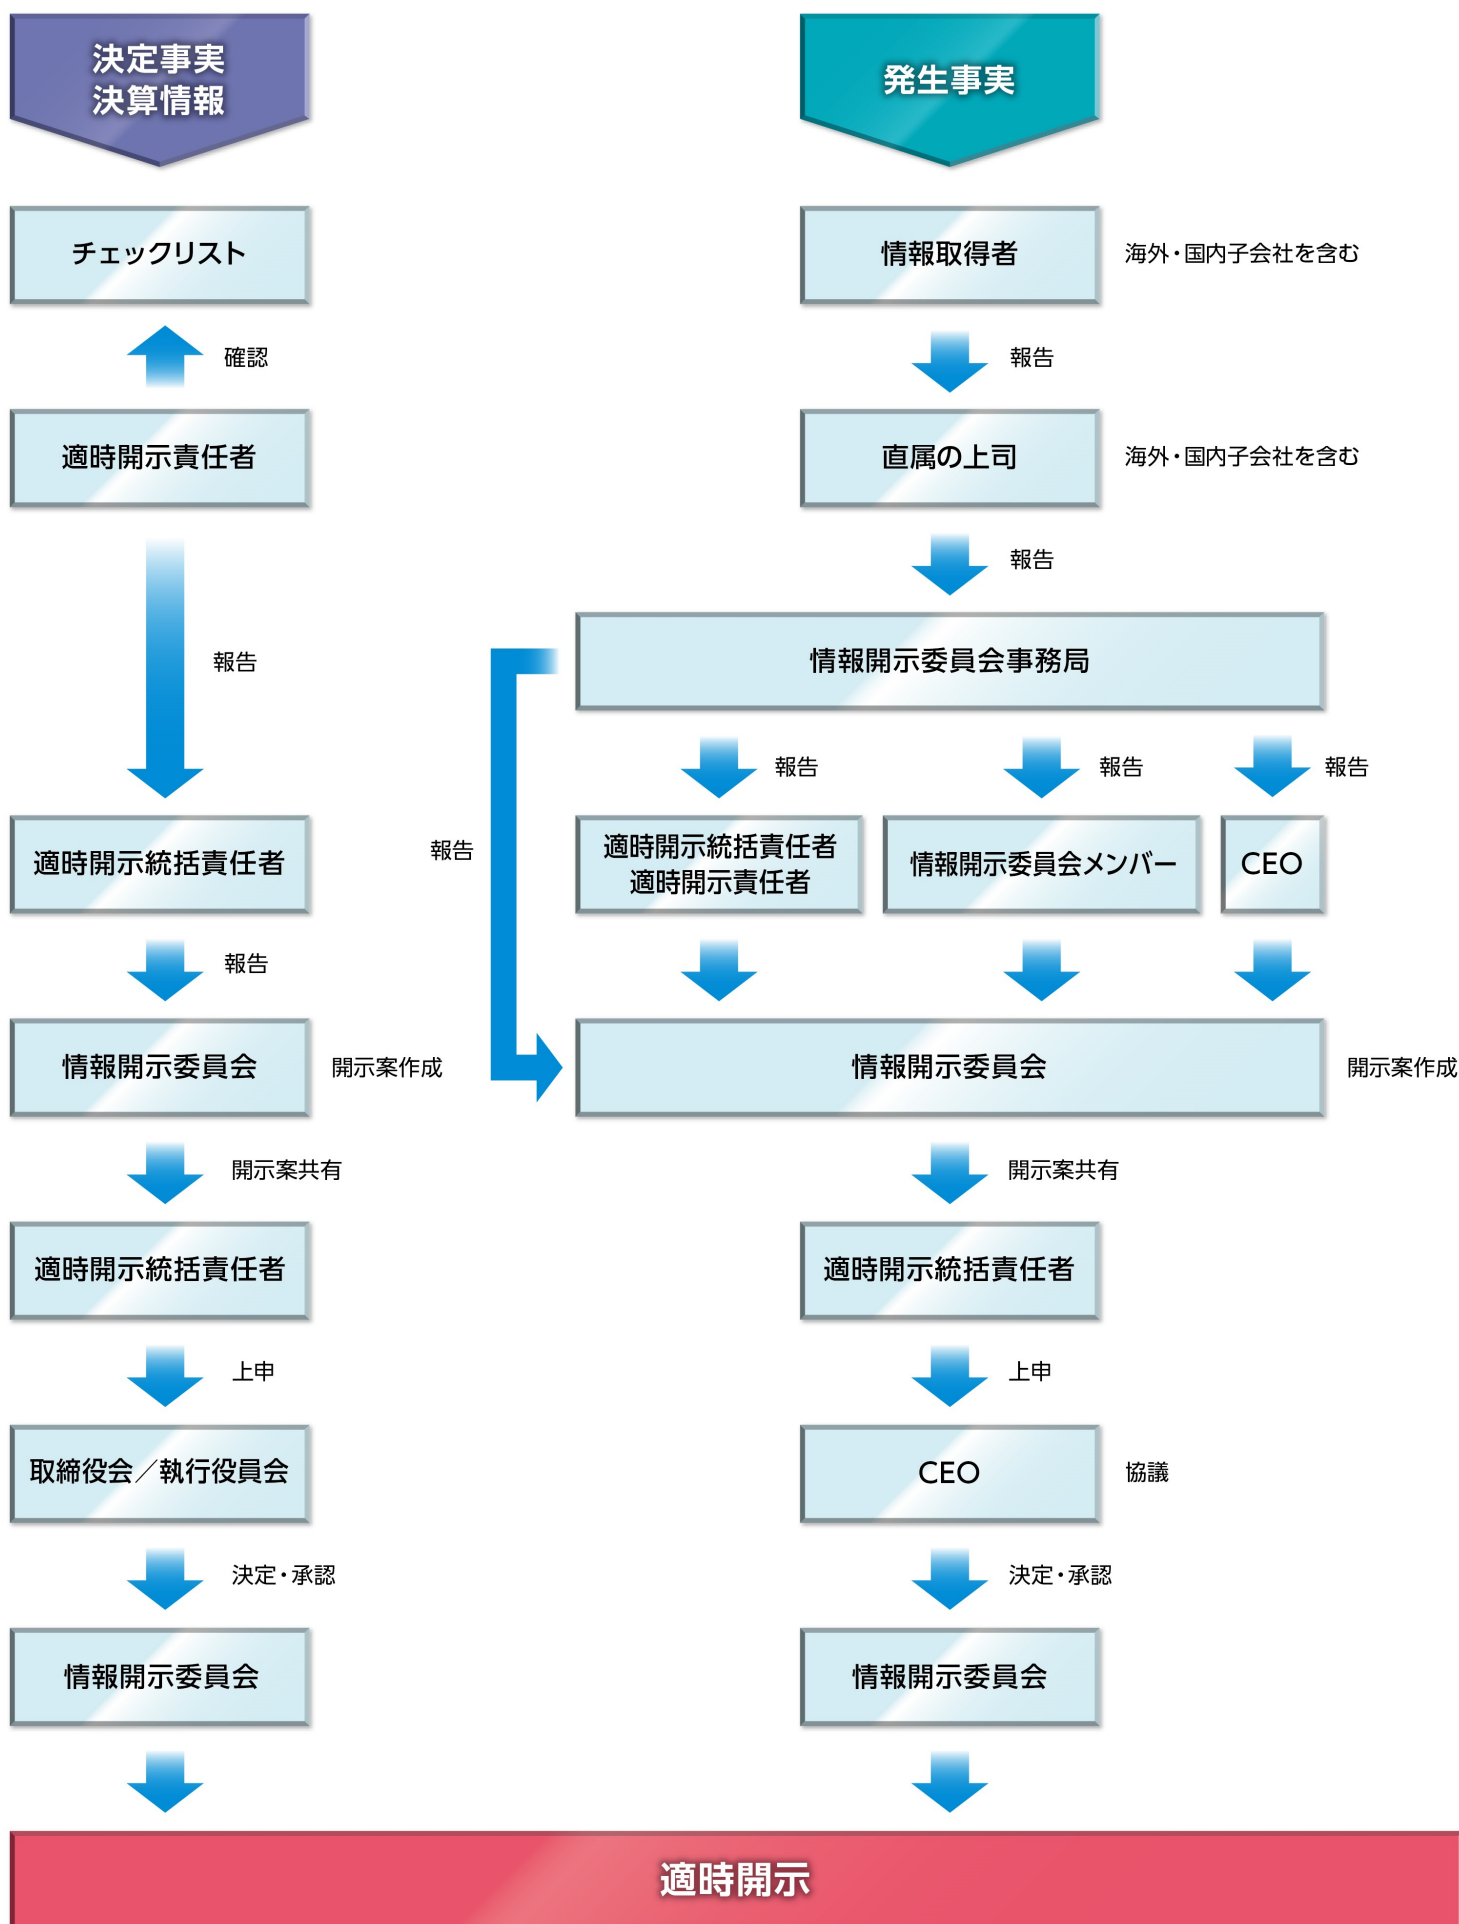 決定事実
決算情報
チェックリスト
確認
適時開示責任者
報告
適時開示統括責任者
報告
情報開示委員会
開示案作成
開示案共有
適時開示統括責任者
上申
取締役会／執行役員会
決定・承認
情報開示委員会
発生事実
情報取得者
海外・国内子会社を含む
報告
直属の上司
海外・国内子会社を含む
報告
情報開示委員会事務局
報告
報告
報告
報告
適時開示統括責任者
適時開示責任者
情報開示委員会メンバー
CEO
情報開示委員会
開示案作成
開示案共有
適時開示統括責任者
上申
CEO
協議
決定・承認
情報開示委員会
適時開示